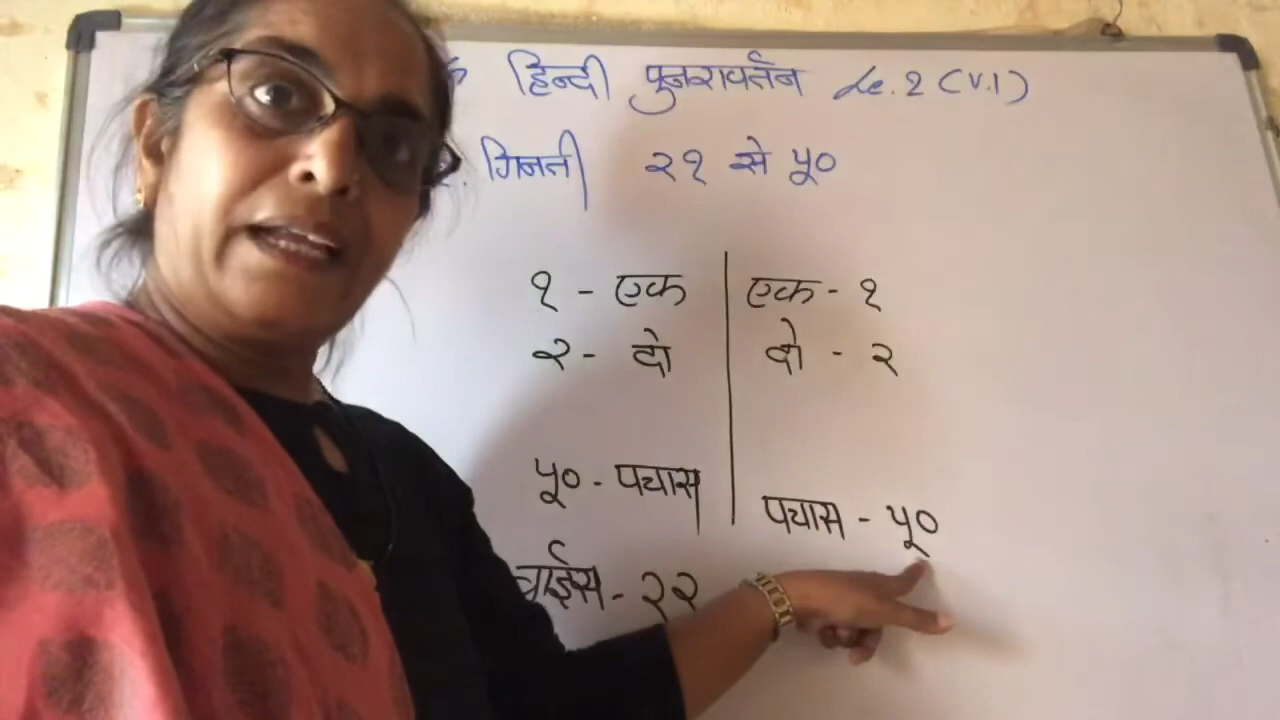 हिन्दी पुनरावर्तन Le. 2 (V.1)
गिनती २१ से ५०
१ - एक
२ - दो
५० - पचास
बाईस - २२
एक - १
दो - २
पचास - ५०